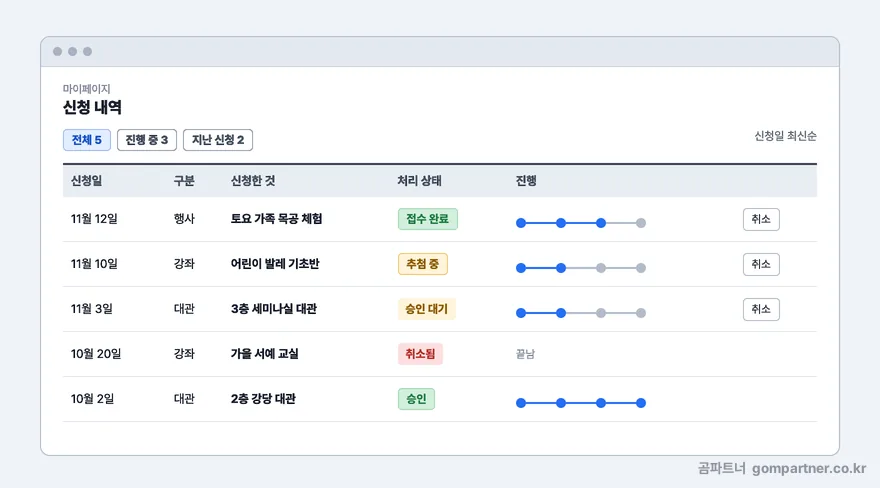 마이페이지
신청 내역
전체 5 진행 중 3 지난 신청 2 신청일 최신순
신청일 구분 신청한 것 처리 상태 진행
11월 12일 행사 토요 가족 목공 체험 접수 완료 취소
11월 10일 강좌 어린이 발레 기초반 추첨 중 취소
11월 3일 대관 3층 세미나실 대관 승인 대기 취소
10월 20일 강좌 가을 서예 교실 취소됨 끝남
10월 2일 대관 2층 강당 대관 승인
곰파트너 gompartner.co.kr